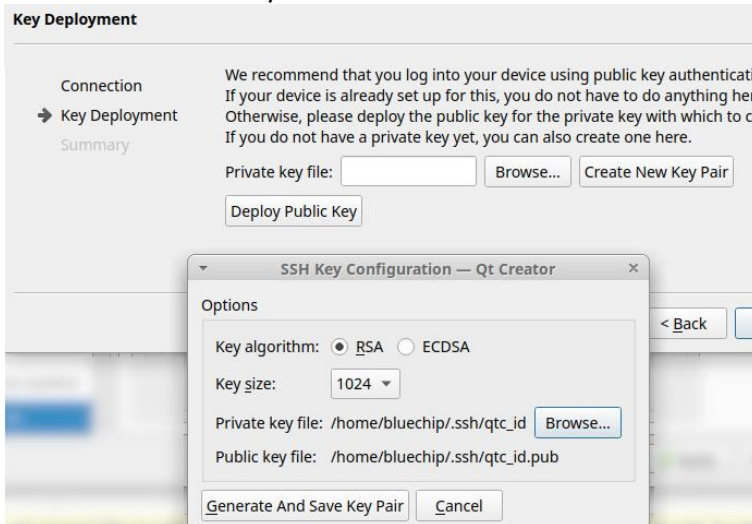 Key Deployment
Connection
Key Deployment
Summary
We recommend that you log into your device using public key authenticati
If your device is already set up for this, you do not have to do anything her
Otherwise, please deploy the public key for the private key with which to c
If you do not have a private key yet, you can also create one here.
Private key file:
Browse...
Create New Key Pair
Deploy Public Key
SSH Key Configuration — Qt Creator
Options
Key algorithm: RSA ECDSA
Key size: 1024
Private key file: /home/bluechip/.ssh/qtc_id Browse...
Public key file: /home/bluechip/.ssh/qtc_id.pub
Generate And Save Key Pair Cancel
< Back